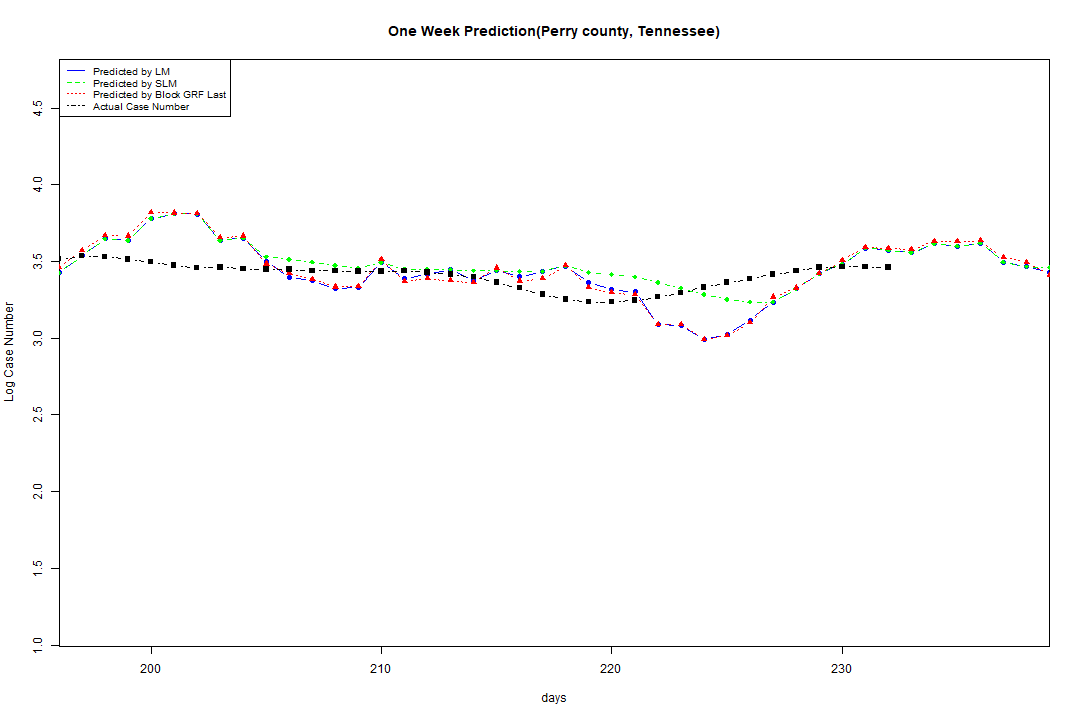 One Week Prediction(Perry county, Tennessee)
Predicted by LM
Predicted by SLM
Predicted by Block GRF Last
Actual Case Number
4.5
4.0
3.5
3.0
2.5
2.0
1.5
1.0
Log Case Number
200 210 220 230
days